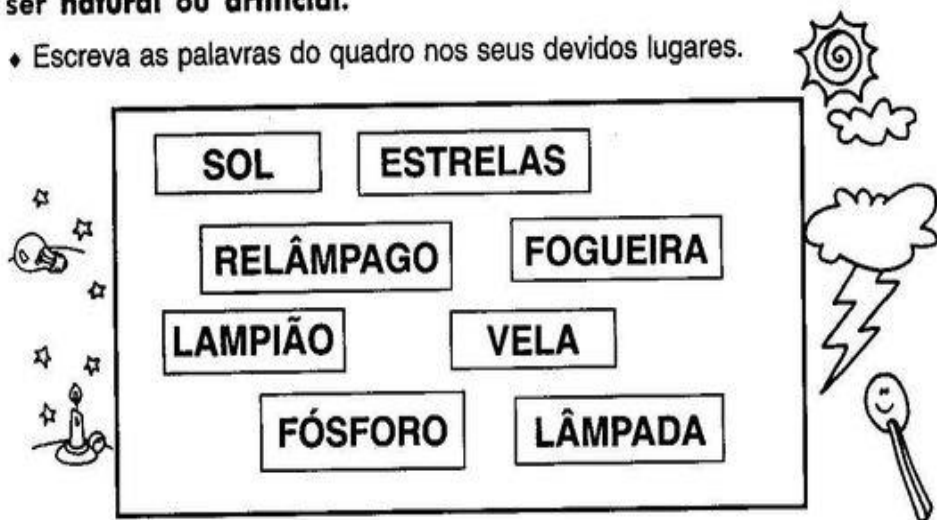 ser natural ou artificial.
♦ Escreva as palavras do quadro nos seus devidos lugares.
SOL ESTRELAS
RELÂMPAGO FOGUEIRA
LAMPIÃO VELA
FÓSFORO LÂMPADA